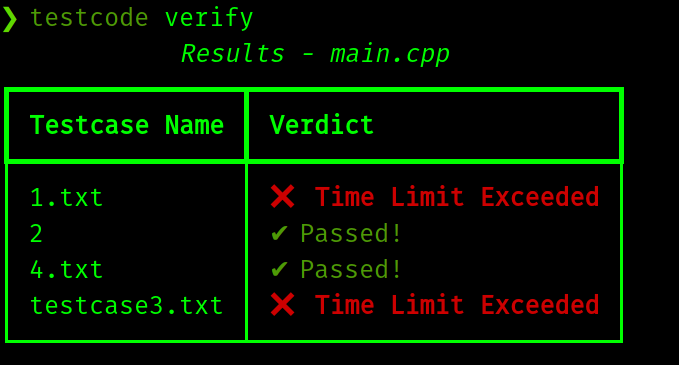 ❯ testcode verify
Results - main.cpp
Testcase Name Verdict
1.txt ❌ Time Limit Exceeded
2 ✔ Passed!
4.txt ✔ Passed!
testcase3.txt ❌ Time Limit Exceeded